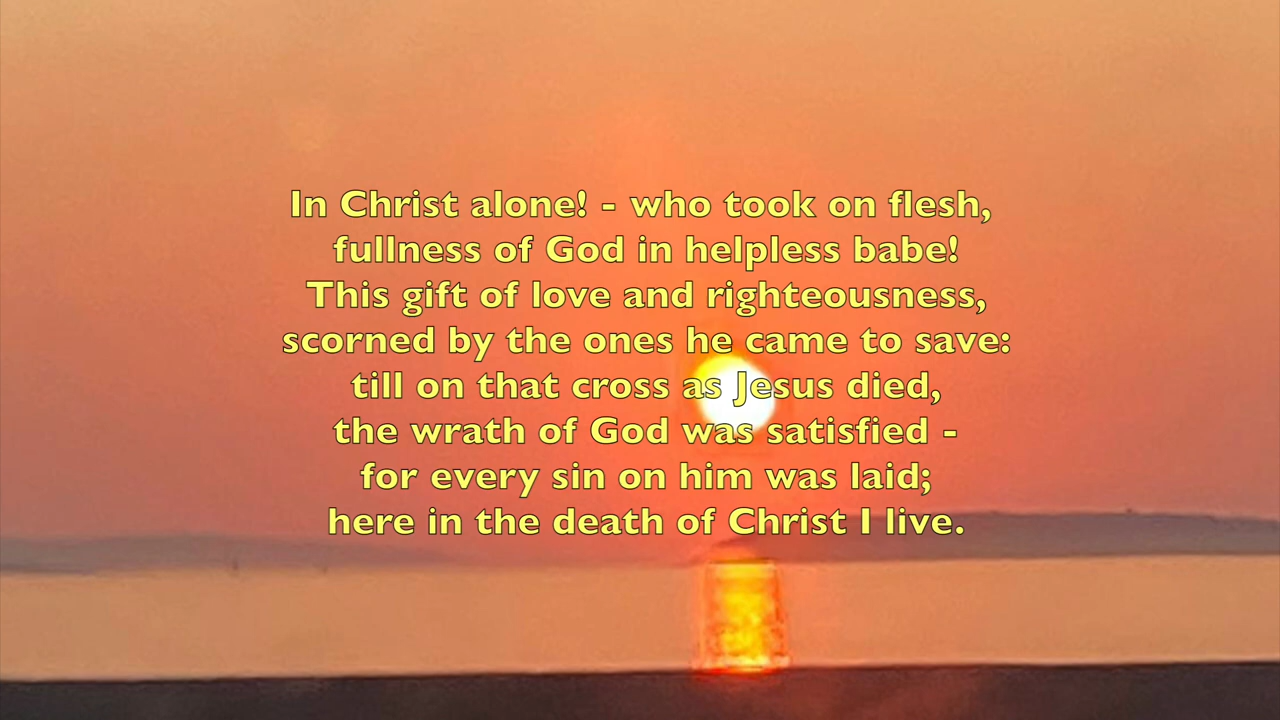 In Christ alone! - who took on flesh,
fullness of God in helpless babe!
This gift of love and righteousness,
scorned by the ones he came to save:
till on that cross as Jesus died,
the wrath of God was satisfied -
for every sin on him was laid;
here in the death of Christ I live.